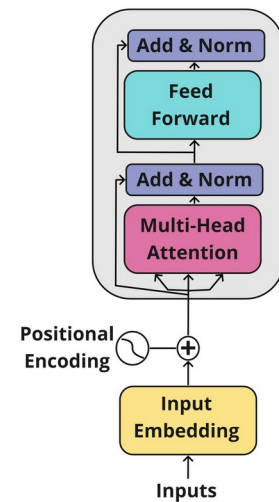 Add & Norm
Feed
Forward
Add & Norm
Multi-Head
Attention
Positional
Encoding
Input
Embedding
Inputs